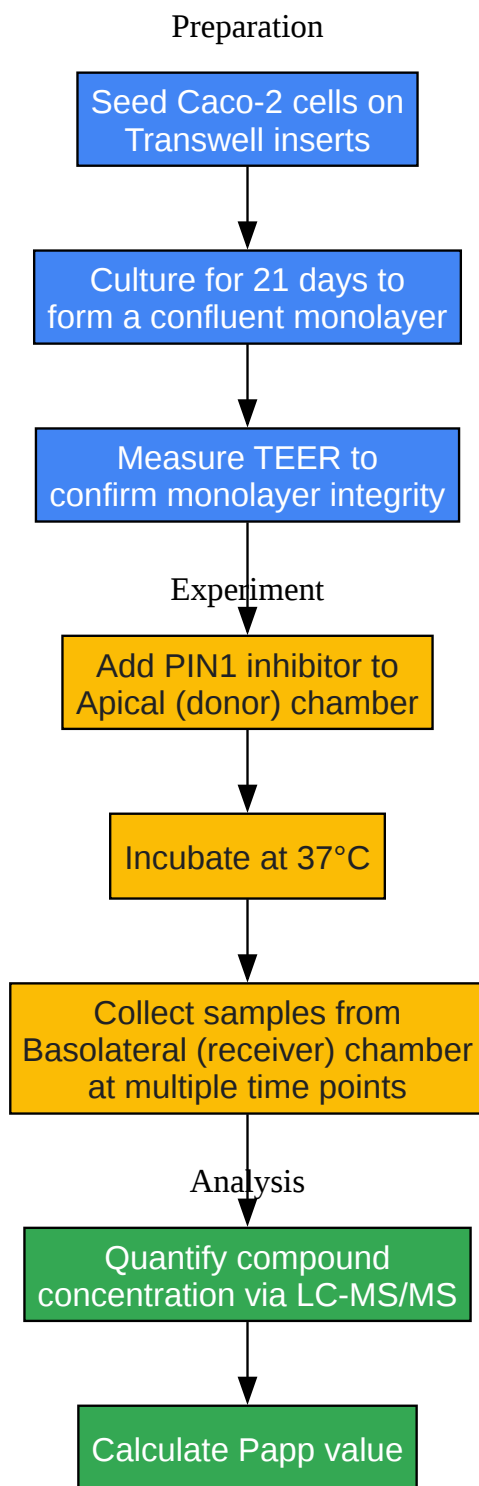 Preparation
Seed Caco-2 cells on
Transwell inserts
Culture for 21 days to
form a confluent monolayer
Measure TEER to
confirm monolayer integrity
Experiment
Add PIN1 inhibitor to
Apical (donor) chamber
Incubate at 37°C
Collect samples from
Basolateral (receiver) chamber
at multiple time points
Analysis
Quantify compound
concentration via LC-MS/MS
Calculate Papp value